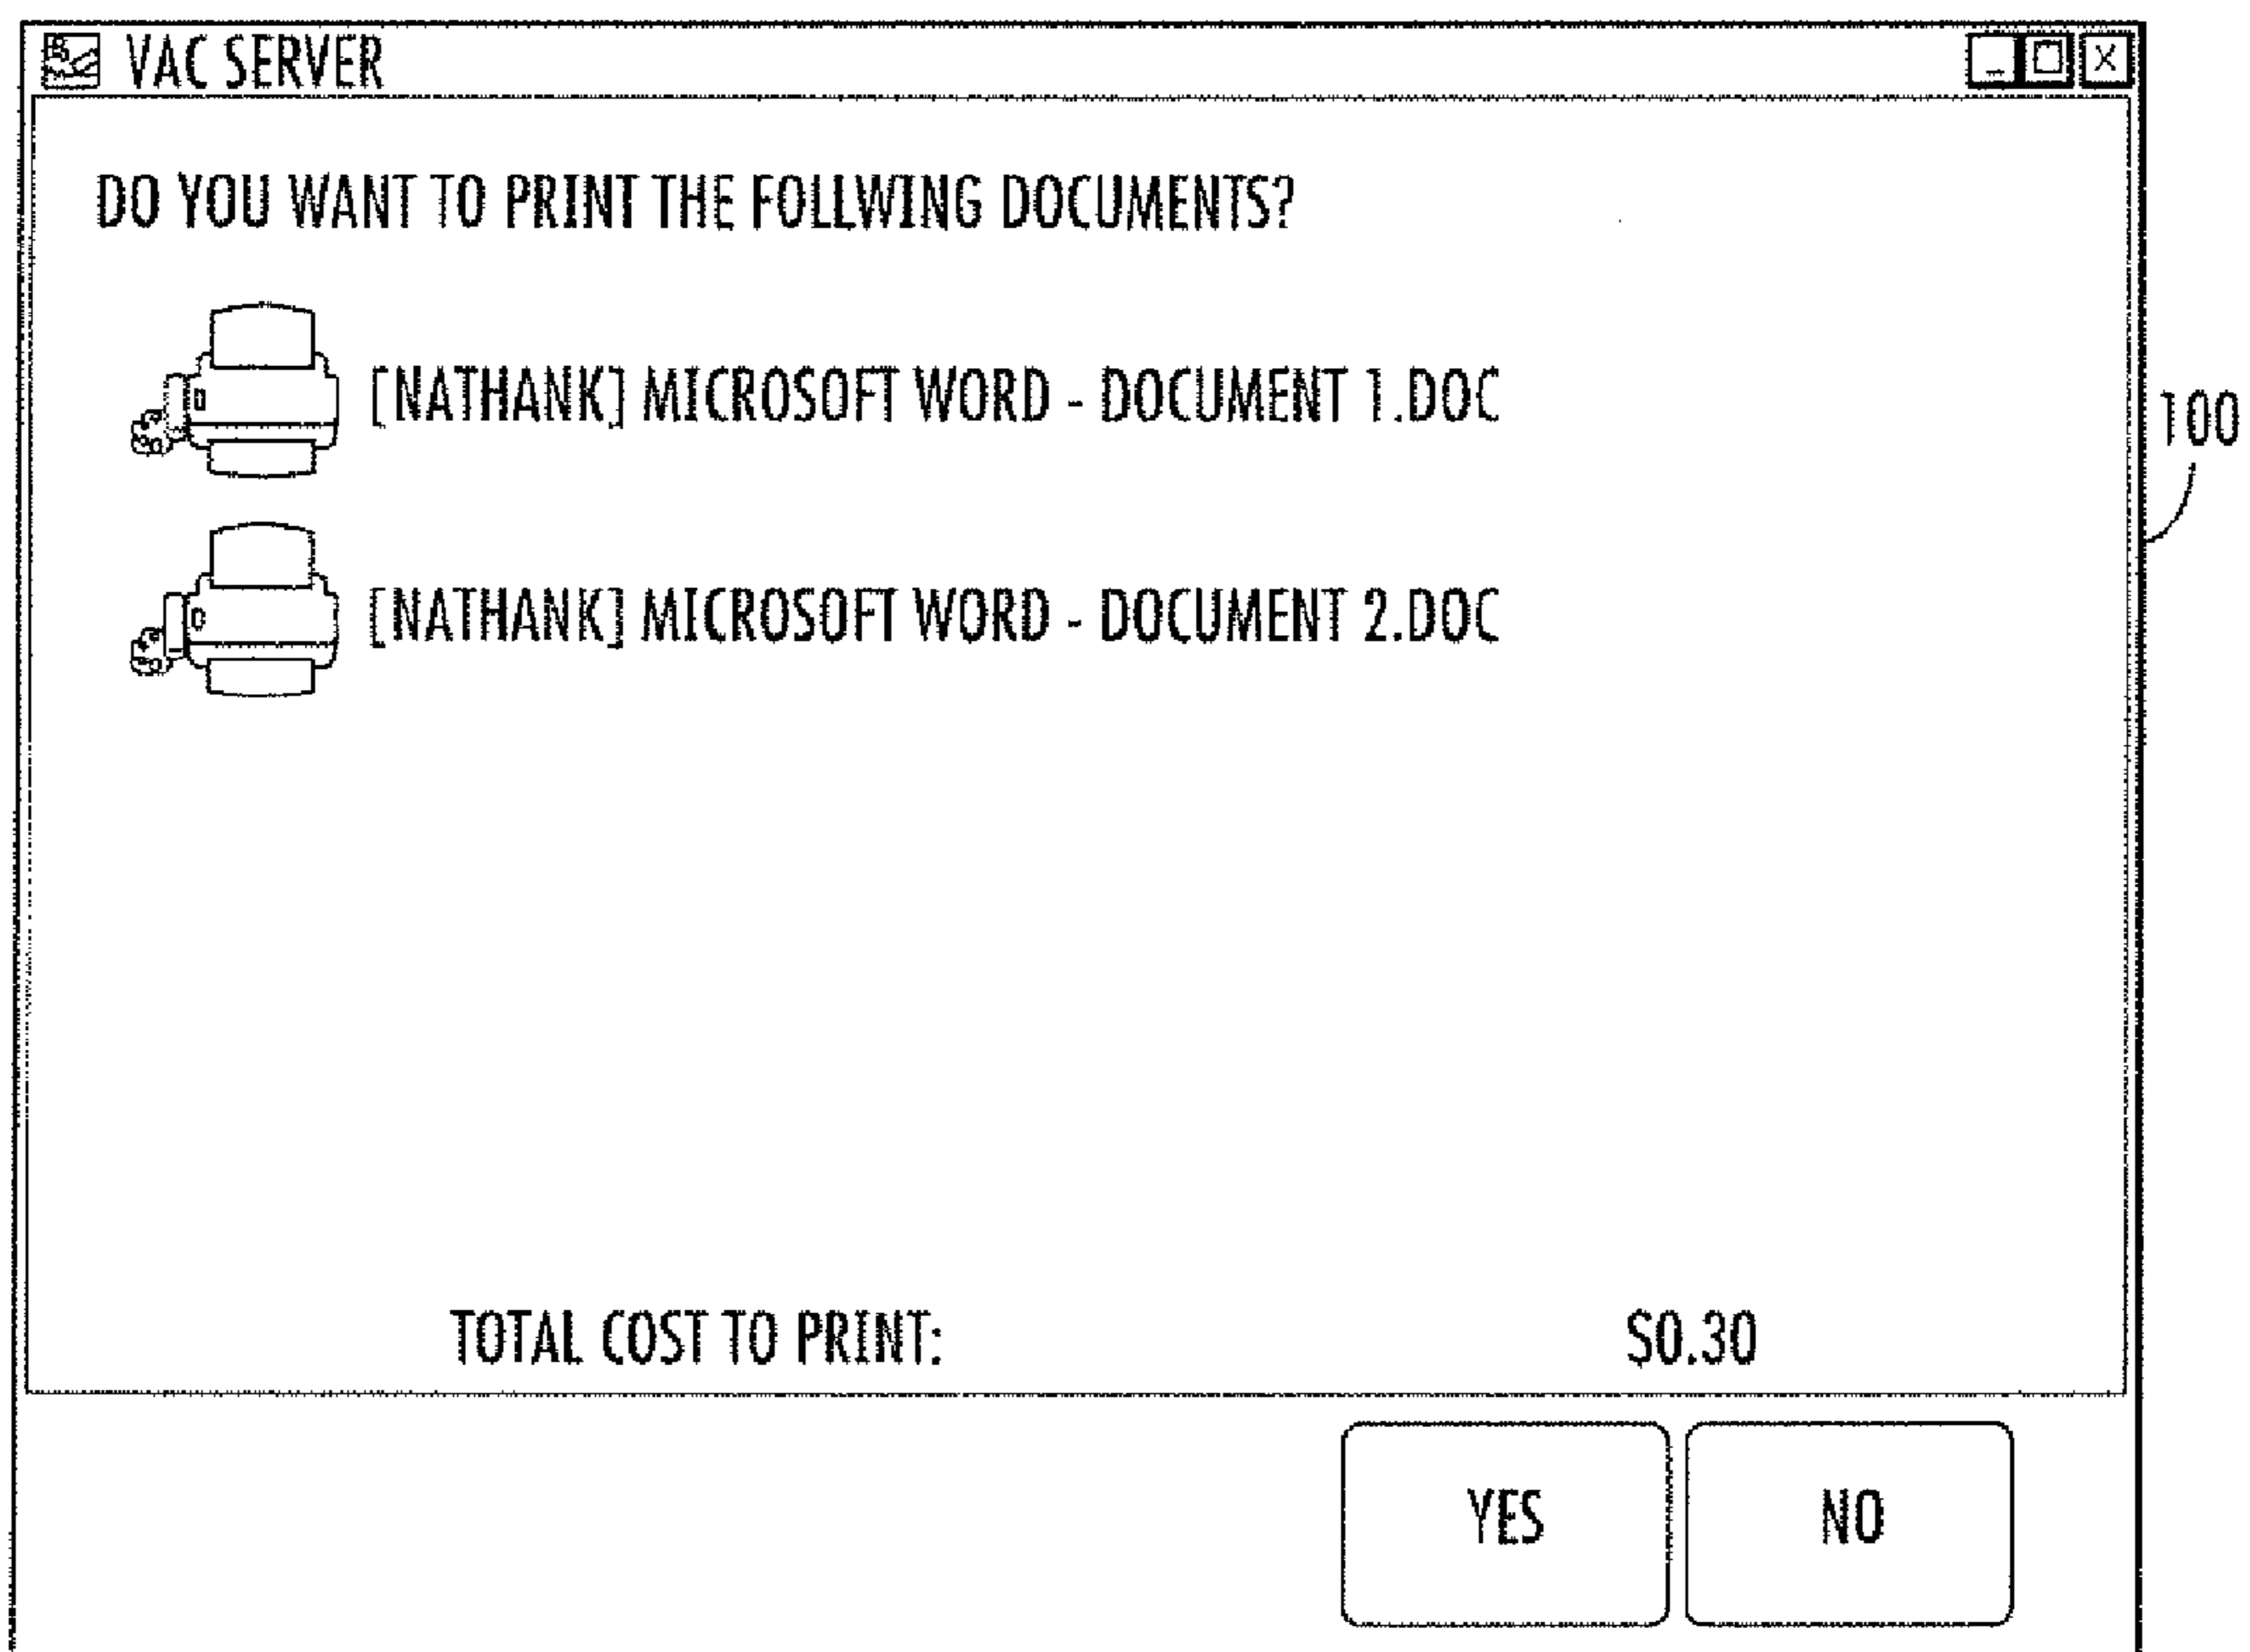 VAC SERVER
DO YOU WANT TO PRINT THE FOLLWING DOCUMENTS?
[NATHANK] MICROSOFT WORD - DOCUMENT 1.DOC
100
[NATHANK] MICROSOFT WORD - DOCUMENT 2.DOC
TOTAL COST TO PRINT: $0.30
YES NO